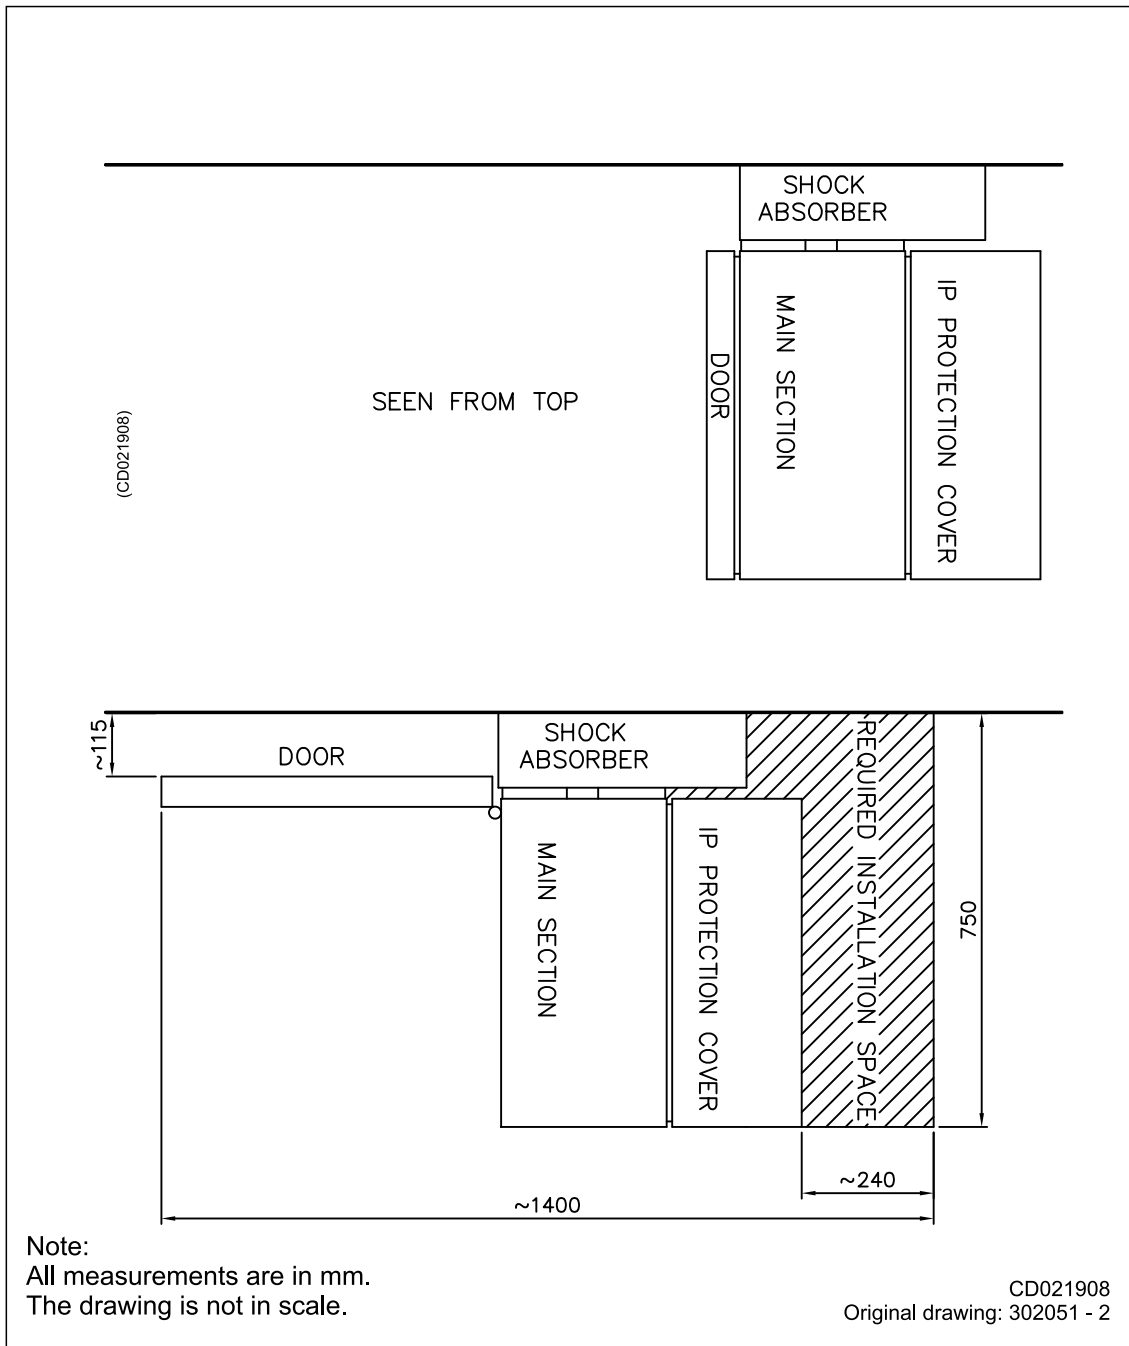 SHOCK
ABSORBER
DOOR
MAIN SECTION
IP PROTECTION COVER
SEEN FROM TOP
(CD021908)
~115
DOOR
SHOCK
ABSORBER
MAIN SECTION
IP PROTECTION COVER
REQUIRED INSTALLATION SPACE
750
~240
~1400
Note:
All measurements are in mm.
The drawing is not in scale.
CD021908
Original drawing: 302051 - 2